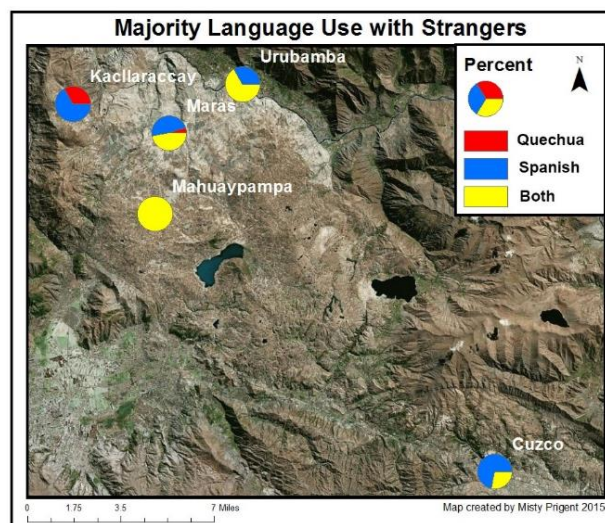 Majority Language Use with Strangers
Urubamba
Kacllaraccay
Maras
Mahuaypampa
Cuzco
Percent
N
Quechua
Spanish
Both
0 1.75 3.5 7 Miles
Map created by Misty Prigent 2015